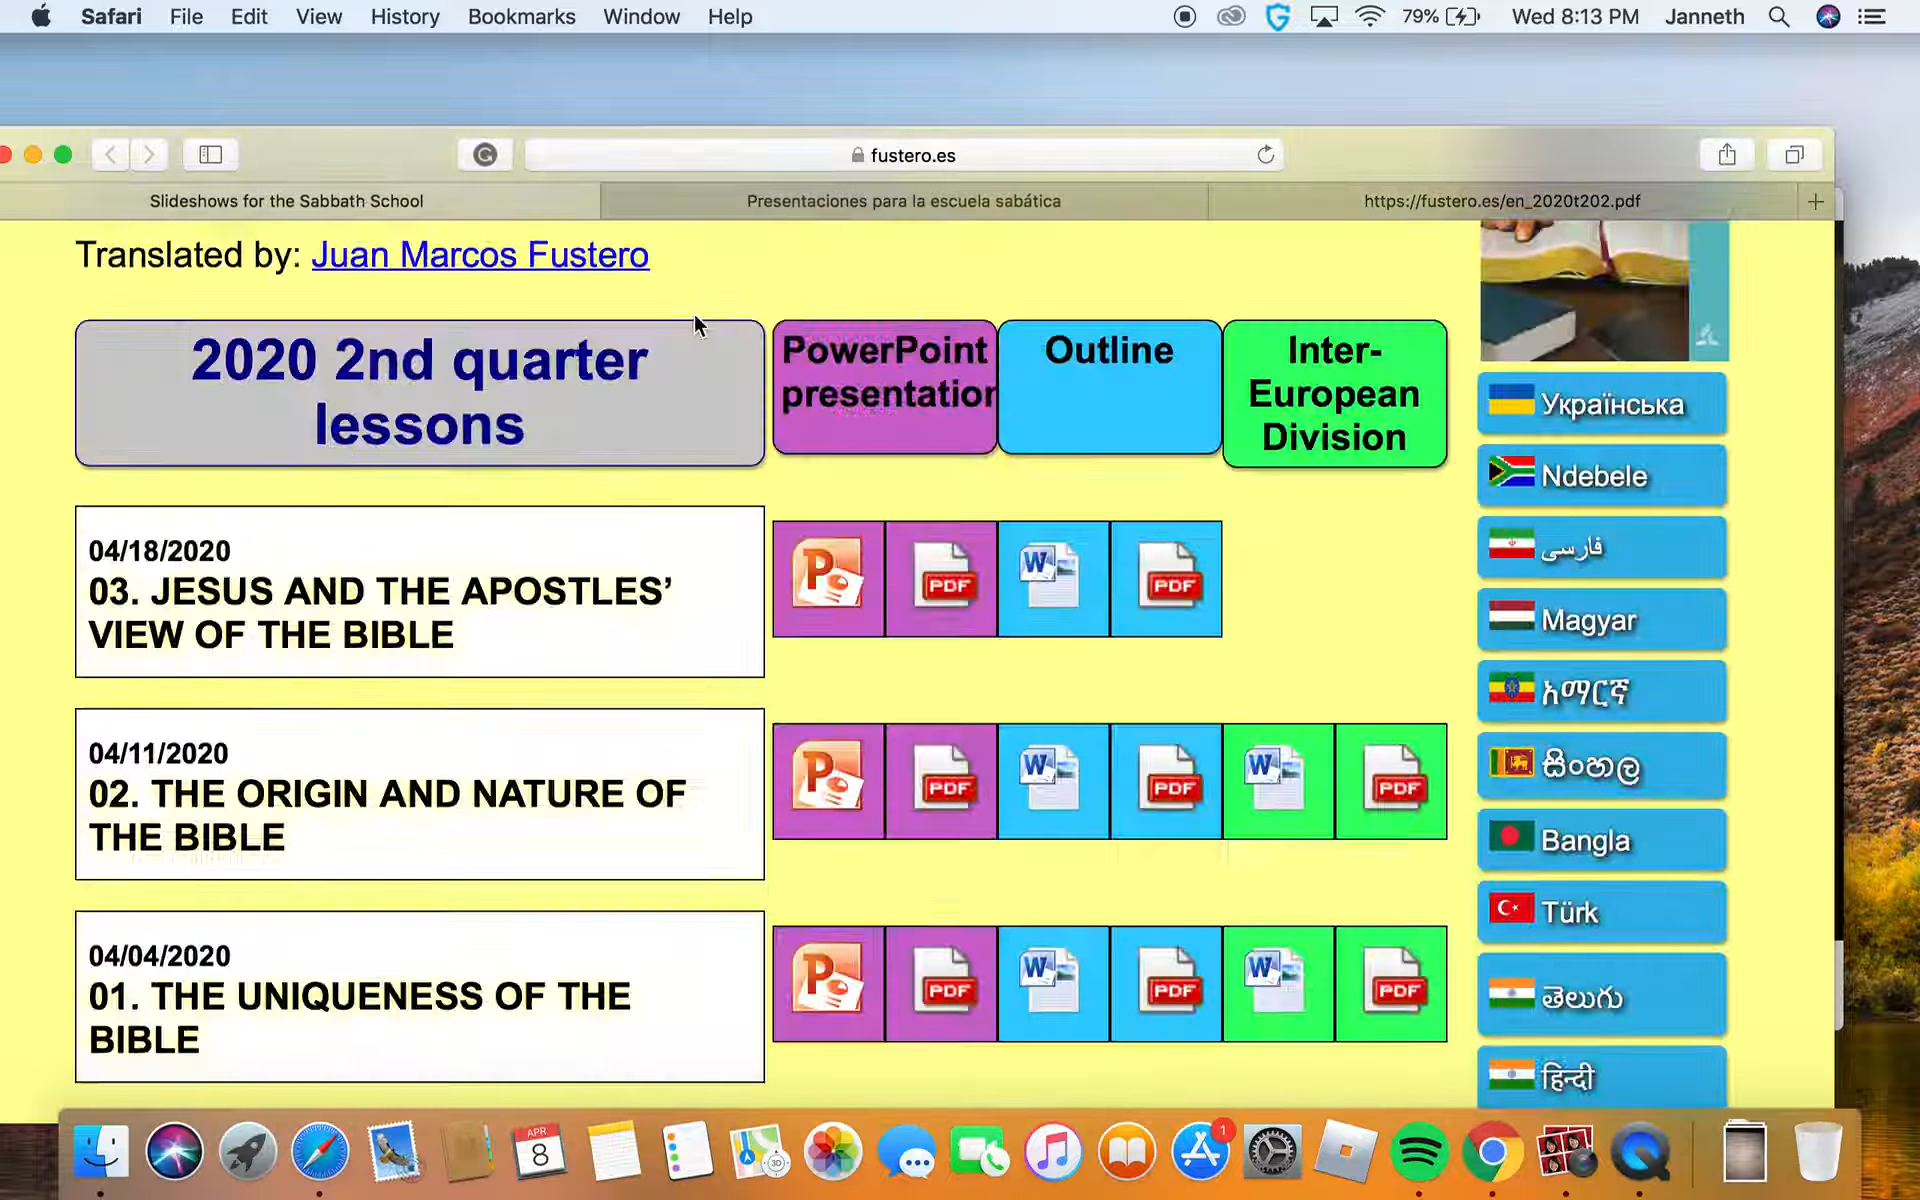 Safari File Edit View History Bookmarks Window Help 79% Wed 8:13 PM Janneth
fustero.es
Slideshows for the Sabbath School
Presentaciones para la escuela sabática
https://fustero.es/en_2020t202.pdf
Translated by: Juan Marcos Fustero
2020 2nd quarter
lessons
PowerPoint
presentation
Outline
Inter-
European
Division
04/18/2020
03. JESUS AND THE APOSTLES’
VIEW OF THE BIBLE
P PDF W PDF
04/11/2020
02. THE ORIGIN AND NATURE OF
THE BIBLE
P PDF W PDF W PDF
04/04/2020
01. THE UNIQUENESS OF THE
BIBLE
P PDF W PDF W PDF
Українська
Ndebele
فارسی
Magyar
አማርኛ
සිංහල
Bangla
Türk
తెలుగు
हिन्दी
APR
8
3D
1